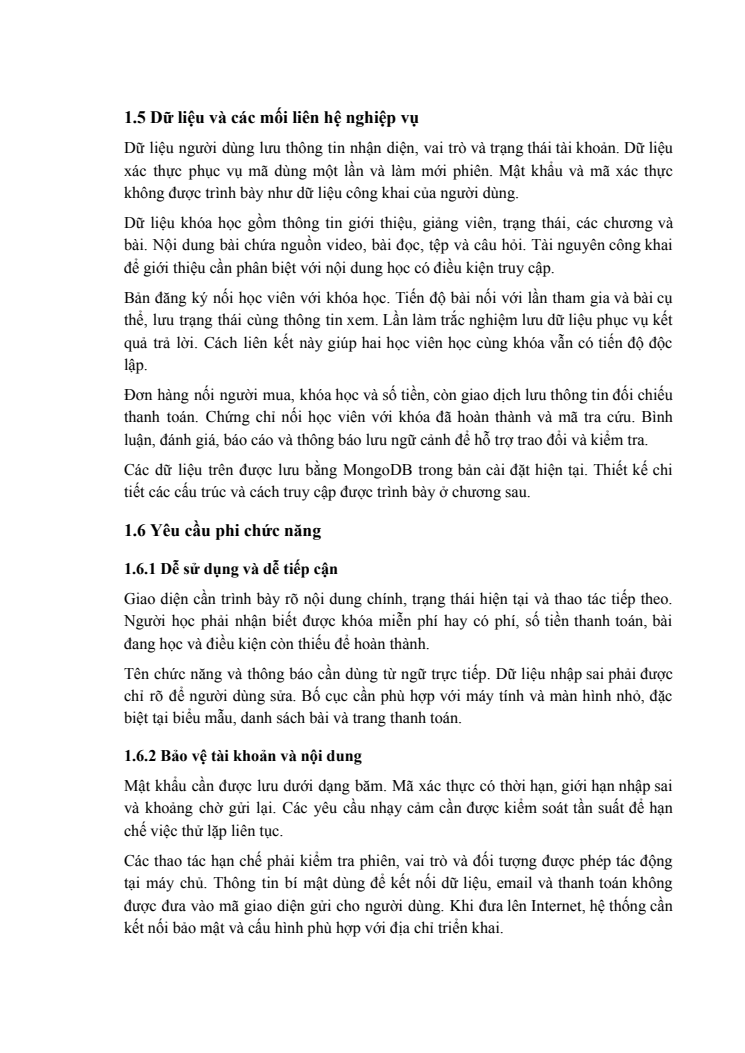 1.5 Dữ liệu và các mối liên hệ nghiệp vụ
Dữ liệu người dùng lưu thông tin nhận diện, vai trò và trạng thái tài khoản. Dữ liệu
xác thực phục vụ mã dùng một lần và làm mới phiên. Mật khẩu và mã xác thực
không được trình bày như dữ liệu công khai của người dùng.
Dữ liệu khóa học gồm thông tin giới thiệu, giảng viên, trạng thái, các chương và
bài. Nội dung bài chứa nguồn video, bài đọc, tệp và câu hỏi. Tài nguyên công khai
để giới thiệu cần phân biệt với nội dung học có điều kiện truy cập.
Bản đăng ký nối học viên với khóa học. Tiến độ bài nối với lần tham gia và bài cụ
thể, lưu trạng thái cùng thông tin xem. Lần làm trắc nghiệm lưu dữ liệu phục vụ kết
quả trả lời. Cách liên kết này giúp hai học viên học cùng khóa vẫn có tiến độ độc
lập.
Đơn hàng nối người mua, khóa học và số tiền, còn giao dịch lưu thông tin đối chiếu
thanh toán. Chứng chỉ nối học viên với khóa đã hoàn thành và mã tra cứu. Bình
luận, đánh giá, báo cáo và thông báo lưu ngữ cảnh để hỗ trợ trao đổi và kiểm tra.
Các dữ liệu trên được lưu bằng MongoDB trong bản cài đặt hiện tại. Thiết kế chi
tiết các cấu trúc và cách truy cập được trình bày ở chương sau.
1.6 Yêu cầu phi chức năng
1.6.1 Dễ sử dụng và dễ tiếp cận
Giao diện cần trình bày rõ nội dung chính, trạng thái hiện tại và thao tác tiếp theo.
Người học phải nhận biết được khóa miễn phí hay có phí, số tiền thanh toán, bài
đang học và điều kiện còn thiếu để hoàn thành.
Tên chức năng và thông báo cần dùng từ ngữ trực tiếp. Dữ liệu nhập sai phải được
chỉ rõ để người dùng sửa. Bố cục cần phù hợp với máy tính và màn hình nhỏ, đặc
biệt tại biểu mẫu, danh sách bài và trang thanh toán.
1.6.2 Bảo vệ tài khoản và nội dung
Mật khẩu cần được lưu dưới dạng băm. Mã xác thực có thời hạn, giới hạn nhập sai
và khoảng chờ gửi lại. Các yêu cầu nhạy cảm cần được kiểm soát tần suất để hạn
chế việc thử lặp liên tục.
Các thao tác hạn chế phải kiểm tra phiên, vai trò và đối tượng được phép tác động
tại máy chủ. Thông tin bí mật dùng để kết nối dữ liệu, email và thanh toán không
được đưa vào mã giao diện gửi cho người dùng. Khi đưa lên Internet, hệ thống cần
kết nối bảo mật và cấu hình phù hợp với địa chỉ triển khai.